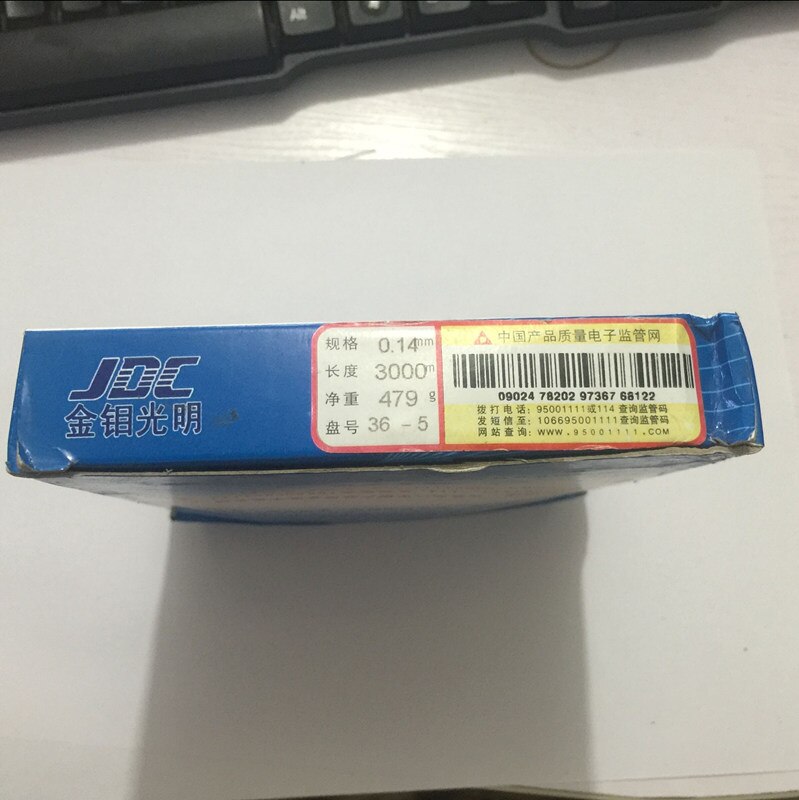 Alt
JDC
金钼光明
规格 0.14mm
长度 3000m
净重 479g
盘号 36 - 5
中国产品质量电子监管网
09024 78202 97367 68122
拨打电话: 95001111或114 查询监管码
发短信至: 106695001111查询监管码
网站查询: WWW.95001111.COM